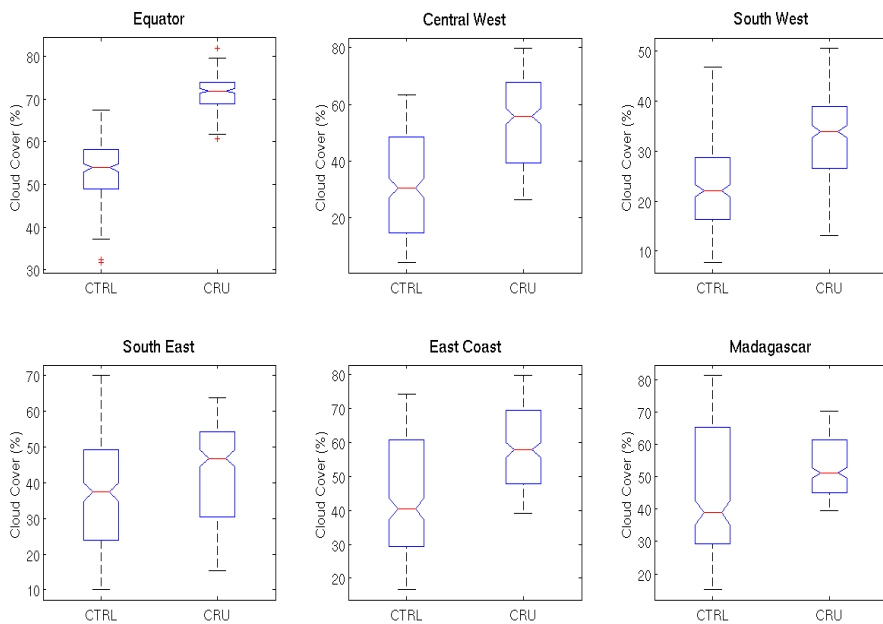 Equator
Central West
South West
Cloud Cover (%)
80
70
60
50
40
30
CTRL
CRU
Cloud Cover (%)
80
60
40
20
CTRL
CRU
Cloud Cover (%)
50
40
30
20
10
CTRL
CRU
South East
East Coast
Madagascar
Cloud Cover (%)
70
60
50
40
30
20
10
CTRL
CRU
Cloud Cover (%)
80
70
60
50
40
30
20
CTRL
CRU
Cloud Cover (%)
80
70
60
50
40
30
20
CTRL
CRU